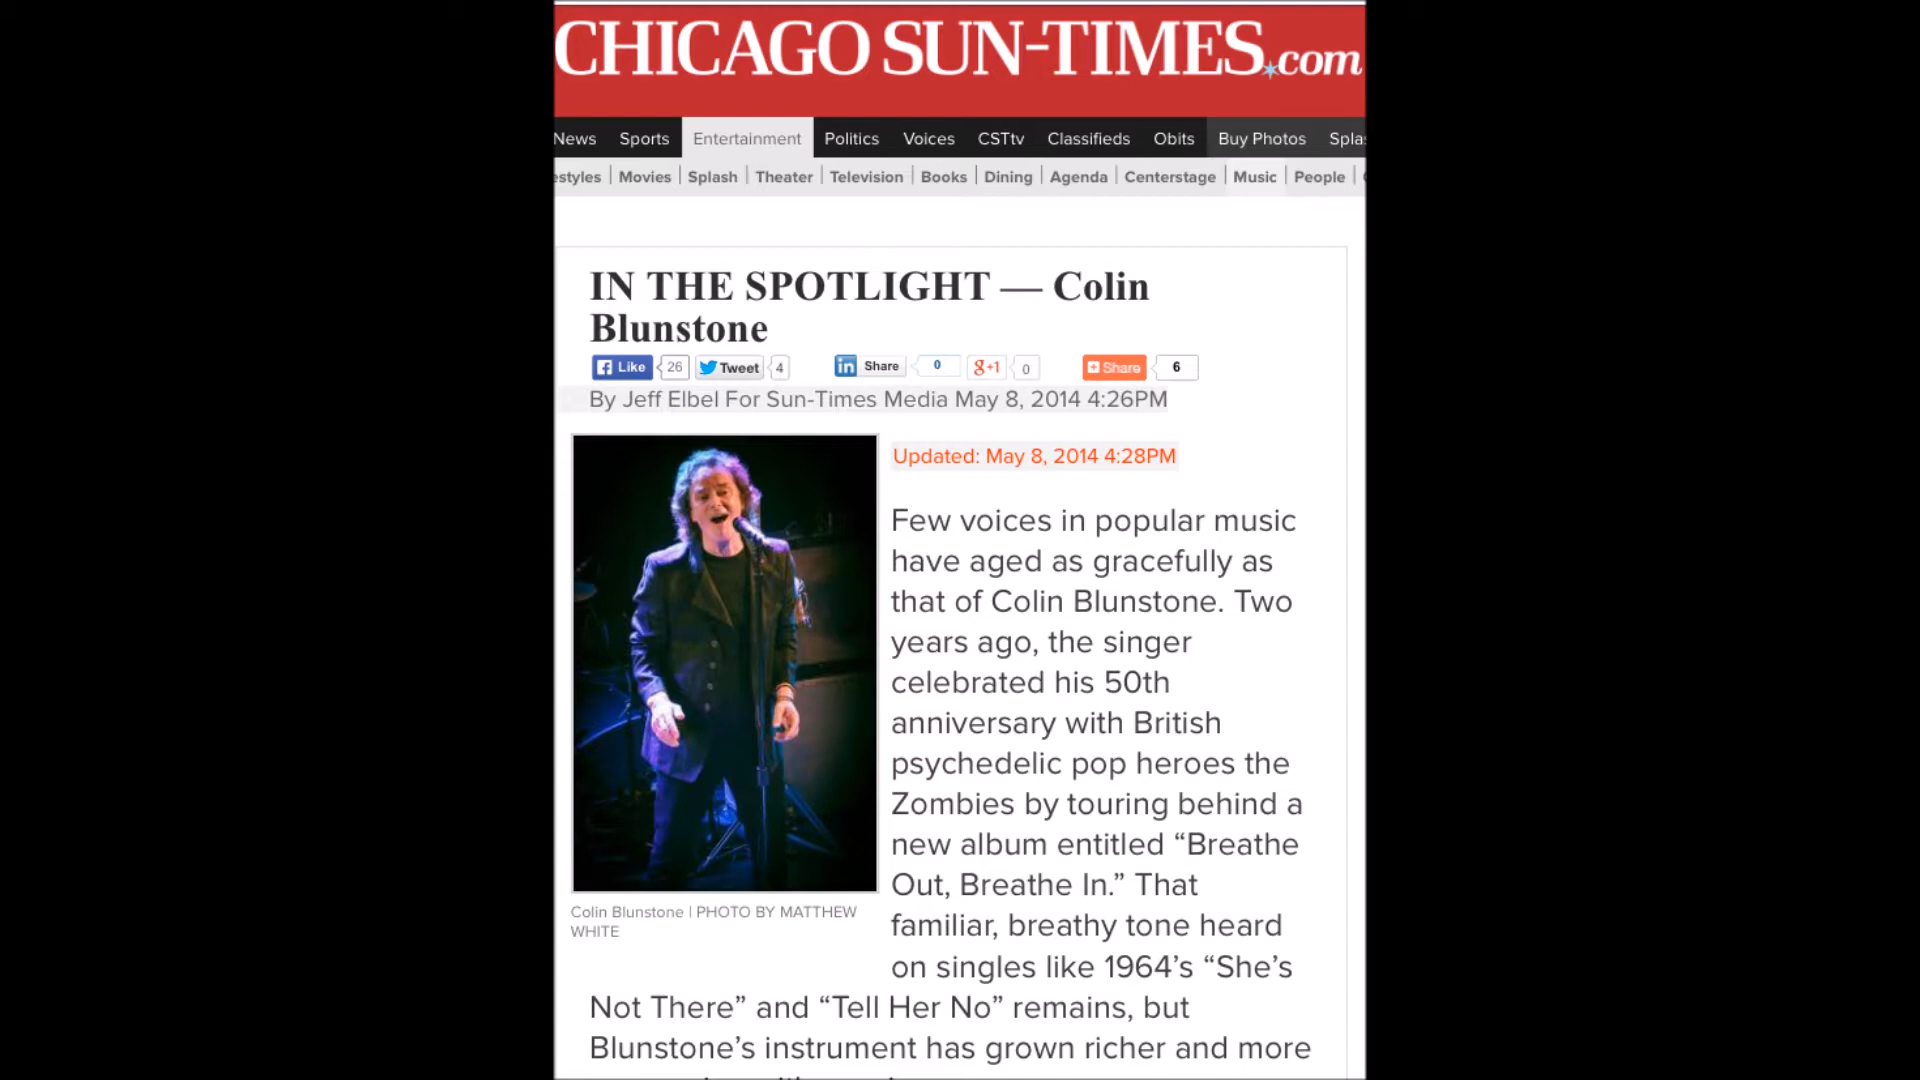 CHICAGO SUN-TIMES.com
News Sports Entertainment Politics Voices CSTtv Classifieds Obits Buy Photos
Movies Splash Theater Television Books Dining Agenda Centerstage Music People
IN THE SPOTLIGHT — Colin
Blunstone
Like 26 Tweet 4 in Share 0 g+1 0 Share 6
By Jeff Elbel For Sun-Times Media May 8, 2014 4:26PM
Updated: May 8, 2014 4:28PM
Few voices in popular music
have aged as gracefully as
that of Colin Blunstone. Two
years ago, the singer
celebrated his 50th
anniversary with British
psychedelic pop heroes the
Zombies by touring behind a
new album entitled “Breathe
Out, Breathe In.” That
familiar, breathy tone heard
on singles like 1964’s “She’s
Not There” and “Tell Her No” remains, but
Blunstone’s instrument has grown richer and more
Colin Blunstone | PHOTO BY MATTHEW
WHITE